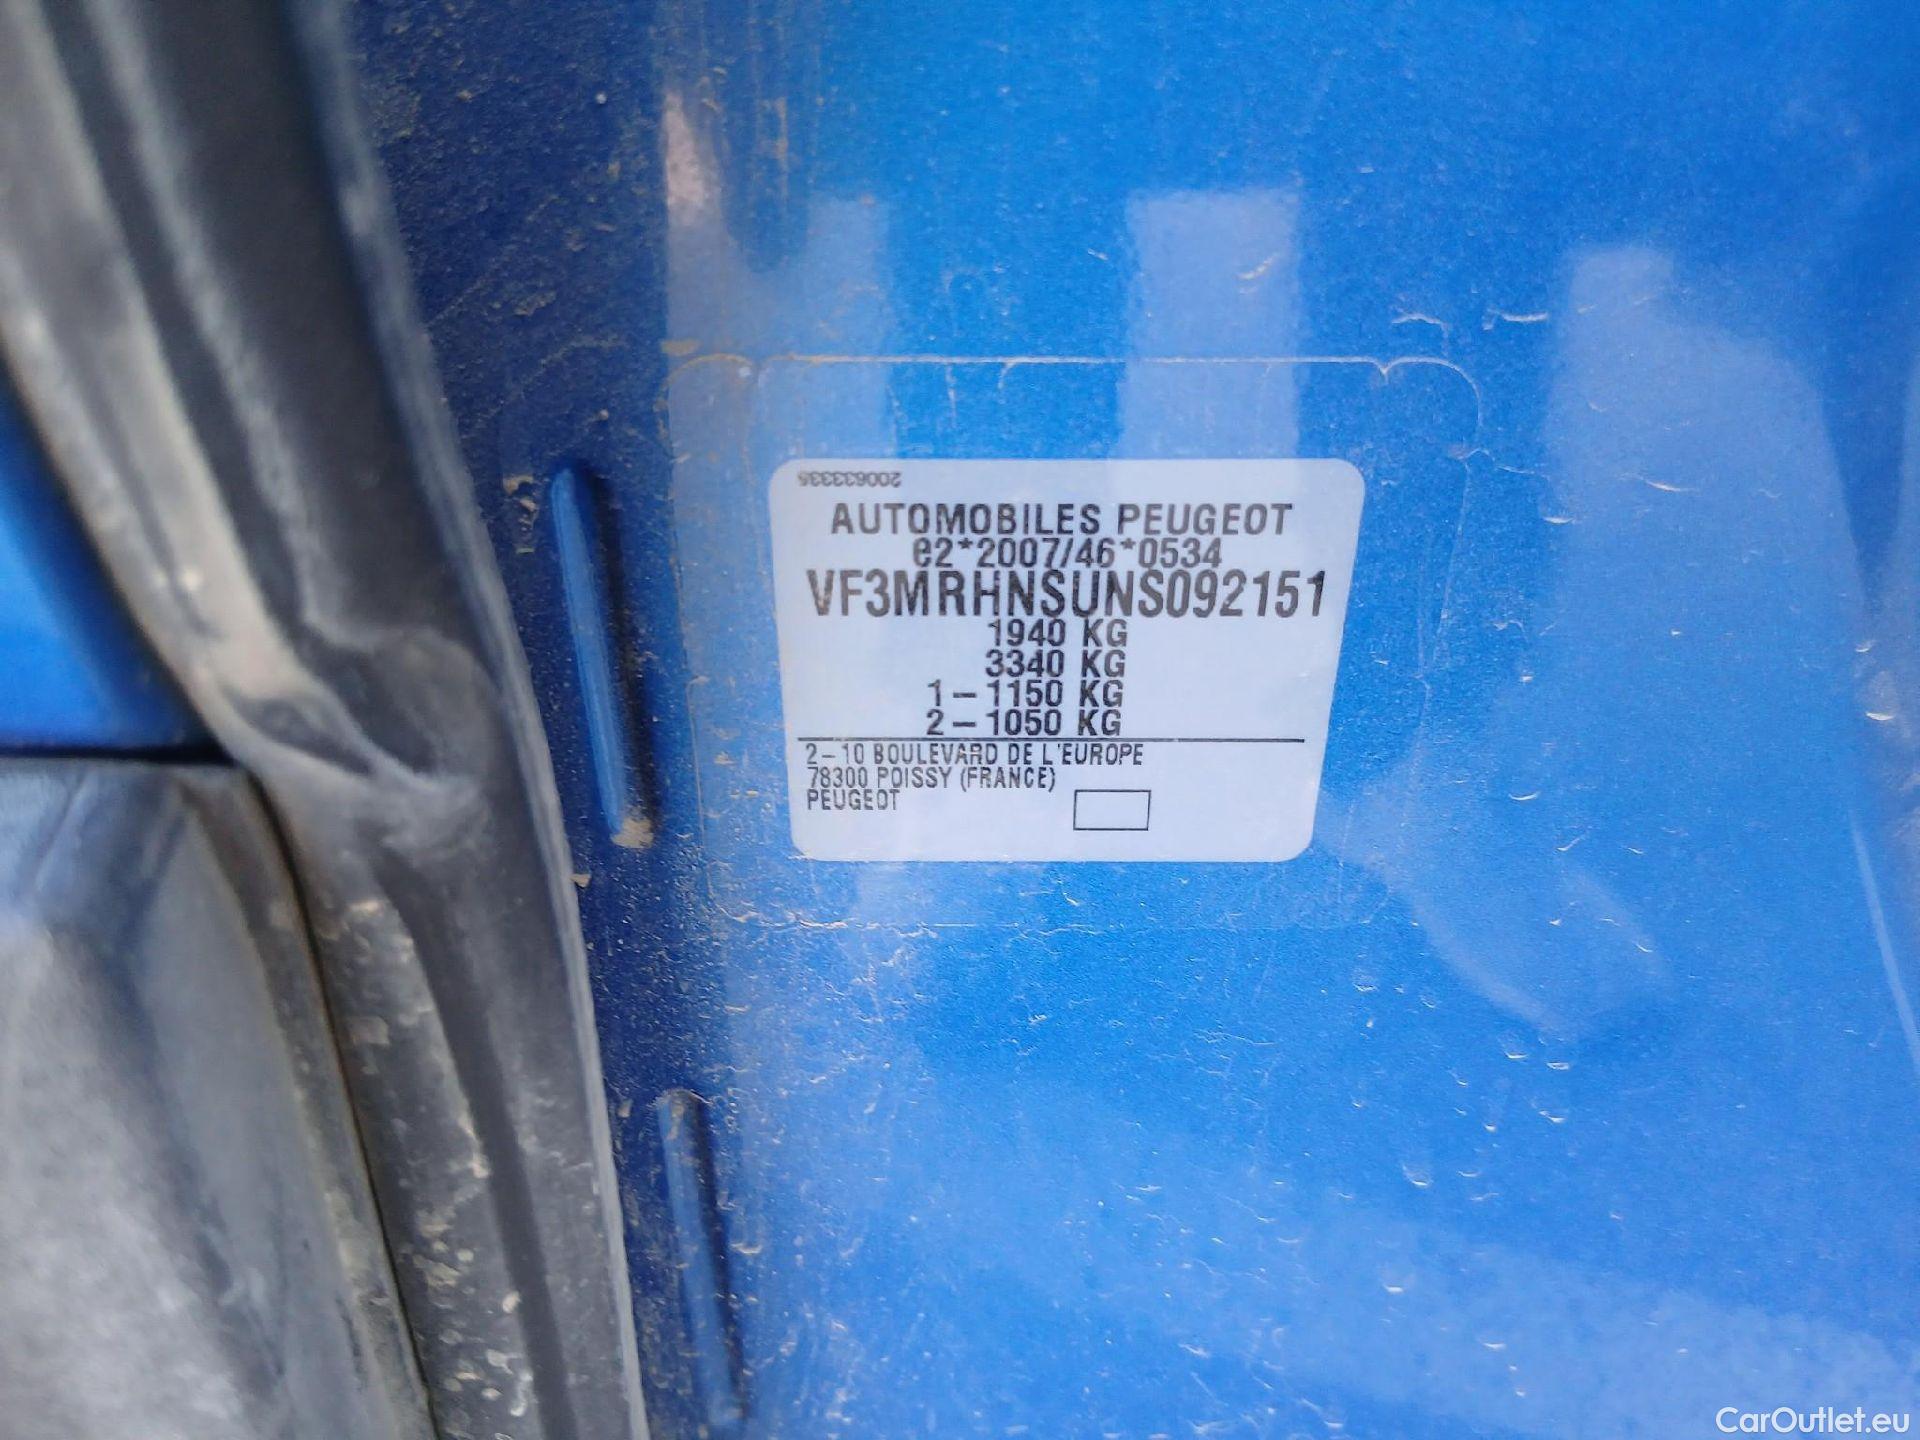 200633335
AUTOMOBILES PEUGEOT
e2*2007/46*0534
VF3MRHNSUNS092151
1940 KG
3340 KG
1-1150 KG
2-1050 KG
2-10 BOULEVARD DE L'EUROPE
78300 POISSY (FRANCE)
PEUGEOT
CarOutlet.eu